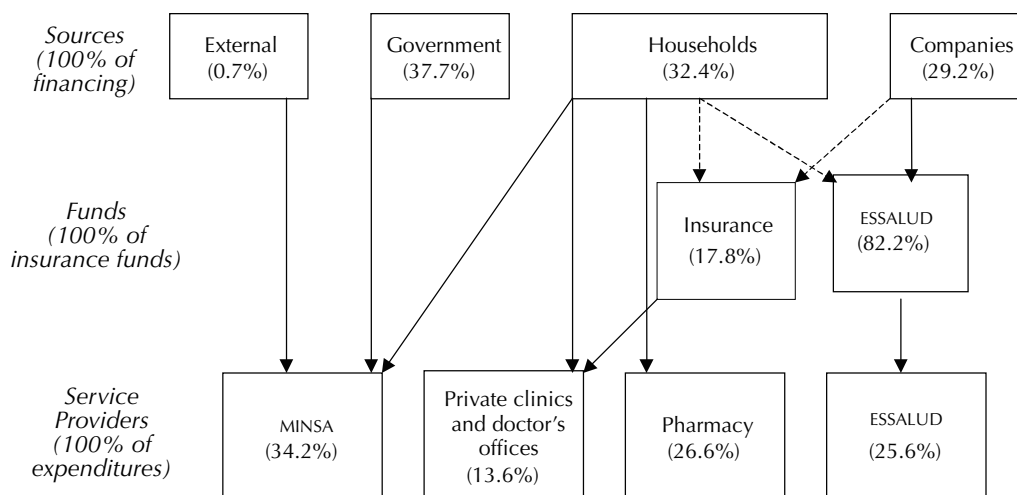 Sources
(100% of
financing)
External
(0.7%)
Government
(37.7%)
Households
(32.4%)
Companies
(29.2%)
Funds
(100% of
insurance funds)
Insurance
(17.8%)
ESSALUD
(82.2%)
Service
Providers
(100% of
expenditures)
MINSA
(34.2%)
Private clinics
and doctor's
offices
(13.6%)
Pharmacy
(26.6%)
ESSALUD
(25.6%)